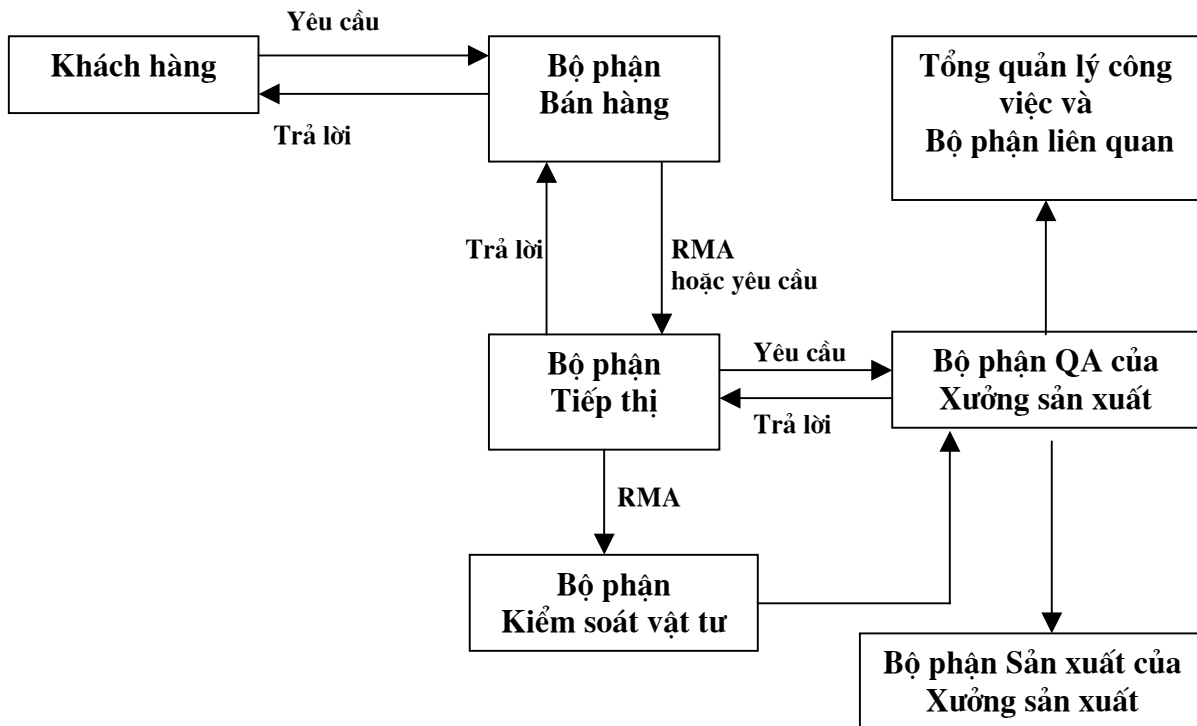 Yêu cầu
Khách hàng
Bộ phận
Bán hàng
Trả lời
Tổng quản lý công
việc và
Bộ phận liên quan
Trả lời
RMA
hoặc yêu cầu
Bộ phận
Tiếp thị
Yêu cầu
Trả lời
Bộ phận QA của
Xưởng sản xuất
RMA
Bộ phận
Kiểm soát vật tư
Bộ phận Sản xuất của
Xưởng sản xuất